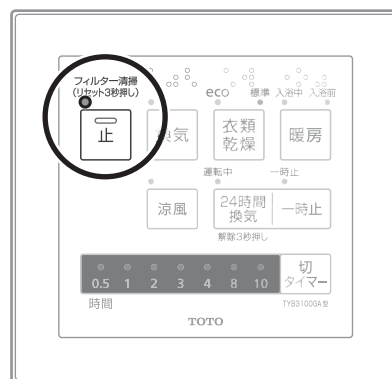 フィルター清掃
(リセット3秒押し)
eco 標準 入浴中 入浴前
止 換気 衣類乾燥 暖房
運転中 一時止
涼風 24時間換気 一時止
解除3秒押し
0.5 1 2 3 4 8 10 切タイマー
時間 TYB3100GA型
TOTO